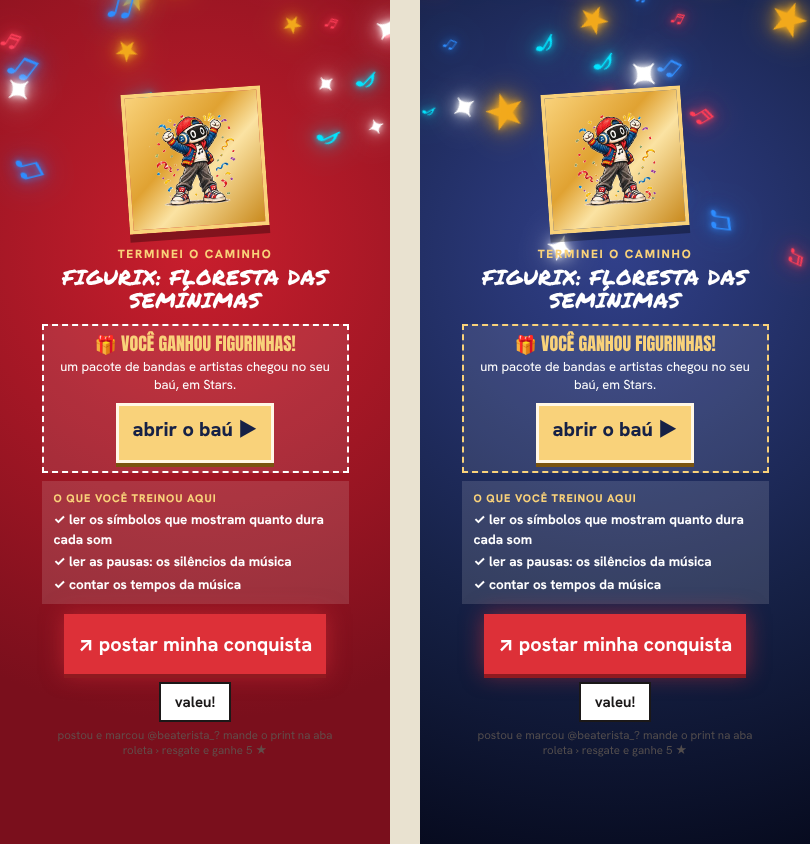 TERMINEI O CAMINHO
FIGURIX: FLORESTA DAS
SEMÍNIMAS
🎁 VOCÊ GANHOU FIGURINHAS!
um pacote de bandas e artistas chegou no seu
baú, em Stars.
abrir o baú ▶
O QUE VOCÊ TREINOU AQUI
✓ ler os símbolos que mostram quanto dura
cada som
✓ ler as pausas: os silêncios da música
✓ contar os tempos da música
↗ postar minha conquista
valeu!
postou e marcou @beaterista_? mande o print na aba
roleta › resgate e ganhe 5 ★
TERMINEI O CAMINHO
FIGURIX: FLORESTA DAS
SEMÍNIMAS
🎁 VOCÊ GANHOU FIGURINHAS!
um pacote de bandas e artistas chegou no seu
baú, em Stars.
abrir o baú ▶
O QUE VOCÊ TREINOU AQUI
✓ ler os símbolos que mostram quanto dura
cada som
✓ ler as pausas: os silêncios da música
✓ contar os tempos da música
↗ postar minha conquista
valeu!
postou e marcou @beaterista_? mande o print na aba
roleta › resgate e ganhe 5 ★